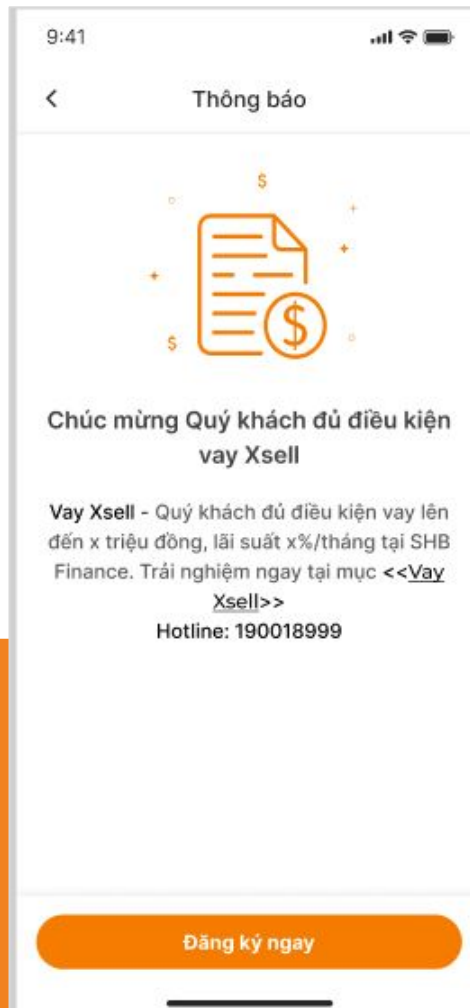 9:41
Thông báo
Chúc mừng Quý khách đủ điều kiện
vay Xsell
Vay Xsell - Quý khách đủ điều kiện vay lên
đến x triệu đồng, lãi suất x%/tháng tại SHB
Finance. Trải nghiệm ngay tại mục <<Vay
Xsell>>
Hotline: 190018999
Đăng ký ngay